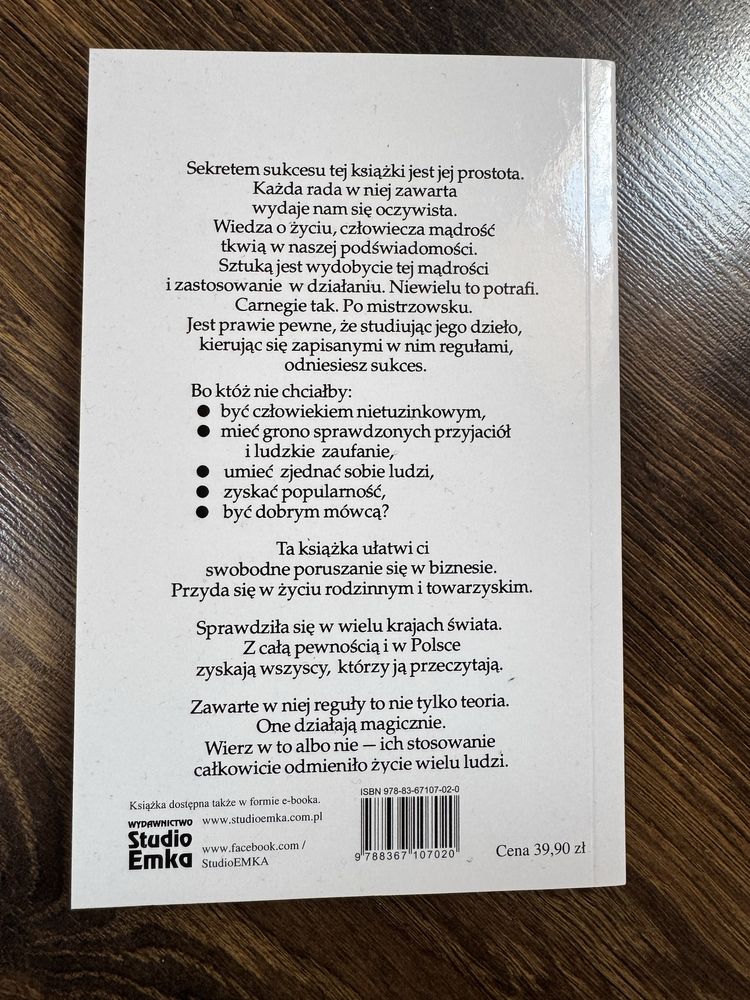 Sekretem sukcesu tej książki jest jej prostota.
Każda rada w niej zawarta
wydaje nam się oczywista.
Wiedza o życiu, człowiecza mądrość
tkwią w naszej podświadomości.
Sztuką jest wydobycie tej mądrości
i zastosowanie w działaniu. Niewielu to potrafi.
Carnegie tak. Po mistrzowsku.
Jest prawie pewne, że studiując jego dzieło,
kierując się zapisanymi w nim regułami,
odniesiesz sukces.
Bo któż nie chciałby:
● być człowiekiem nietuzinkowym,
● mieć grono sprawdzonych przyjaciół
i ludzkie zaufanie,
● umieć zjednać sobie ludzi,
● zyskać popularność,
● być dobrym mówcą?
Ta książka ułatwi ci
swobodne poruszanie się w biznesie.
Przyda się w życiu rodzinnym i towarzyskim.
Sprawdziła się w wielu krajach świata.
Z całą pewnością i w Polsce
zyskają wszyscy, którzy ją przeczytają.
Zawarte w niej reguły to nie tylko teoria.
One działają magicznie.
Wierz w to albo nie — ich stosowanie
całkowicie odmieniło życie wielu ludzi.
Książka dostępna także w formie e-booka.
WYDAWNICTWO
Studio
Emka
www.studioemka.com.pl
www.facebook.com/
StudioEMKA
ISBN 978-83-67107-02-0
9 788367 107020
Cena 39,90 zł